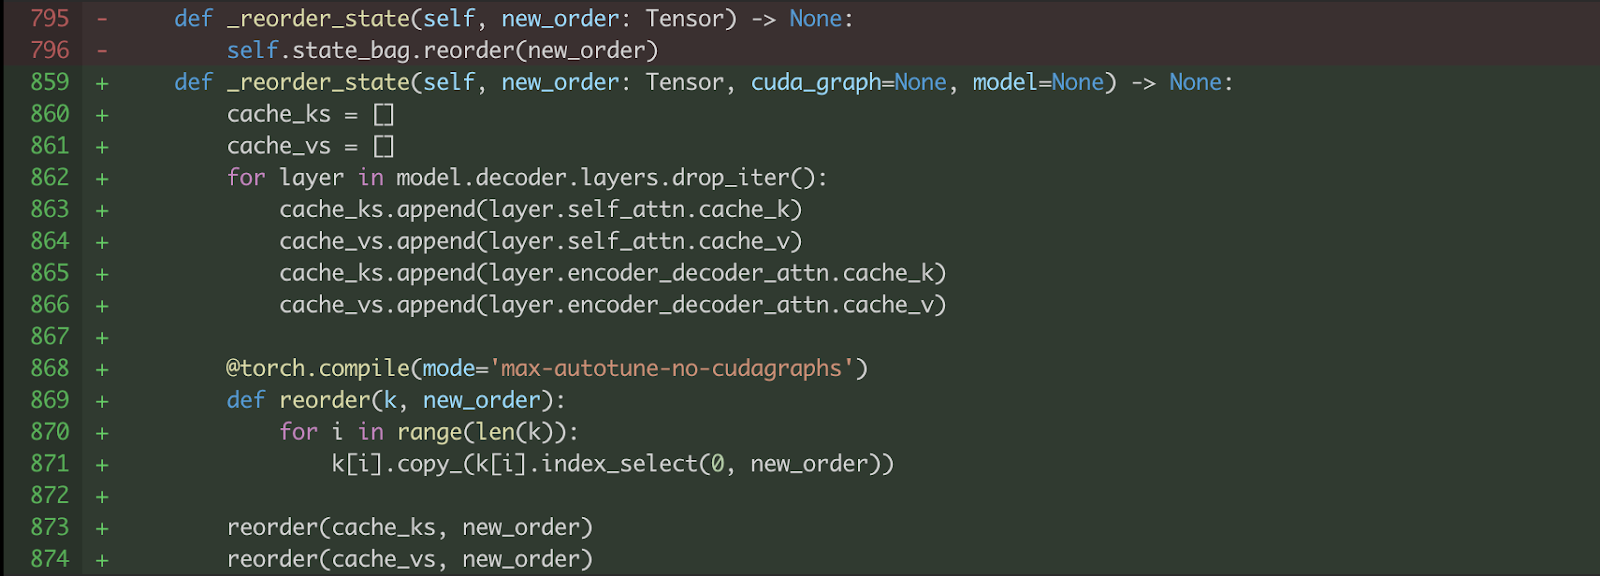 795 -     def _reorder_state(self, new_order: Tensor) -> None:
796 -         self.state_bag.reorder(new_order)
859 +     def _reorder_state(self, new_order: Tensor, cuda_graph=None, model=None) -> None:
860 +         cache_ks = []
861 +         cache_vs = []
862 +         for layer in model.decoder.layers.drop_iter():
863 +             cache_ks.append(layer.self_attn.cache_k)
864 +             cache_vs.append(layer.self_attn.cache_v)
865 +             cache_ks.append(layer.encoder_decoder_attn.cache_k)
866 +             cache_vs.append(layer.encoder_decoder_attn.cache_v)
867 +
868 +         @torch.compile(mode='max-autotune-no-cudagraphs')
869 +         def reorder(k, new_order):
870 +             for i in range(len(k)):
871 +                 k[i].copy_(k[i].index_select(0, new_order))
872 +
873 +         reorder(cache_ks, new_order)
874 +         reorder(cache_vs, new_order)